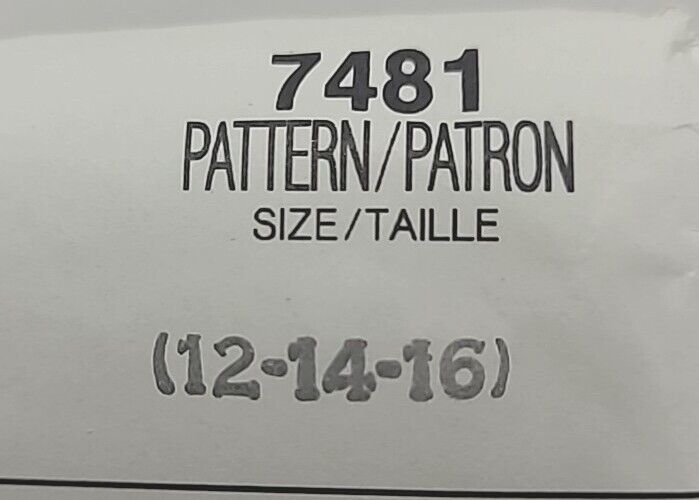 7481
PATTERN/PATRON
SIZE/TAILLE
(12-14-16)